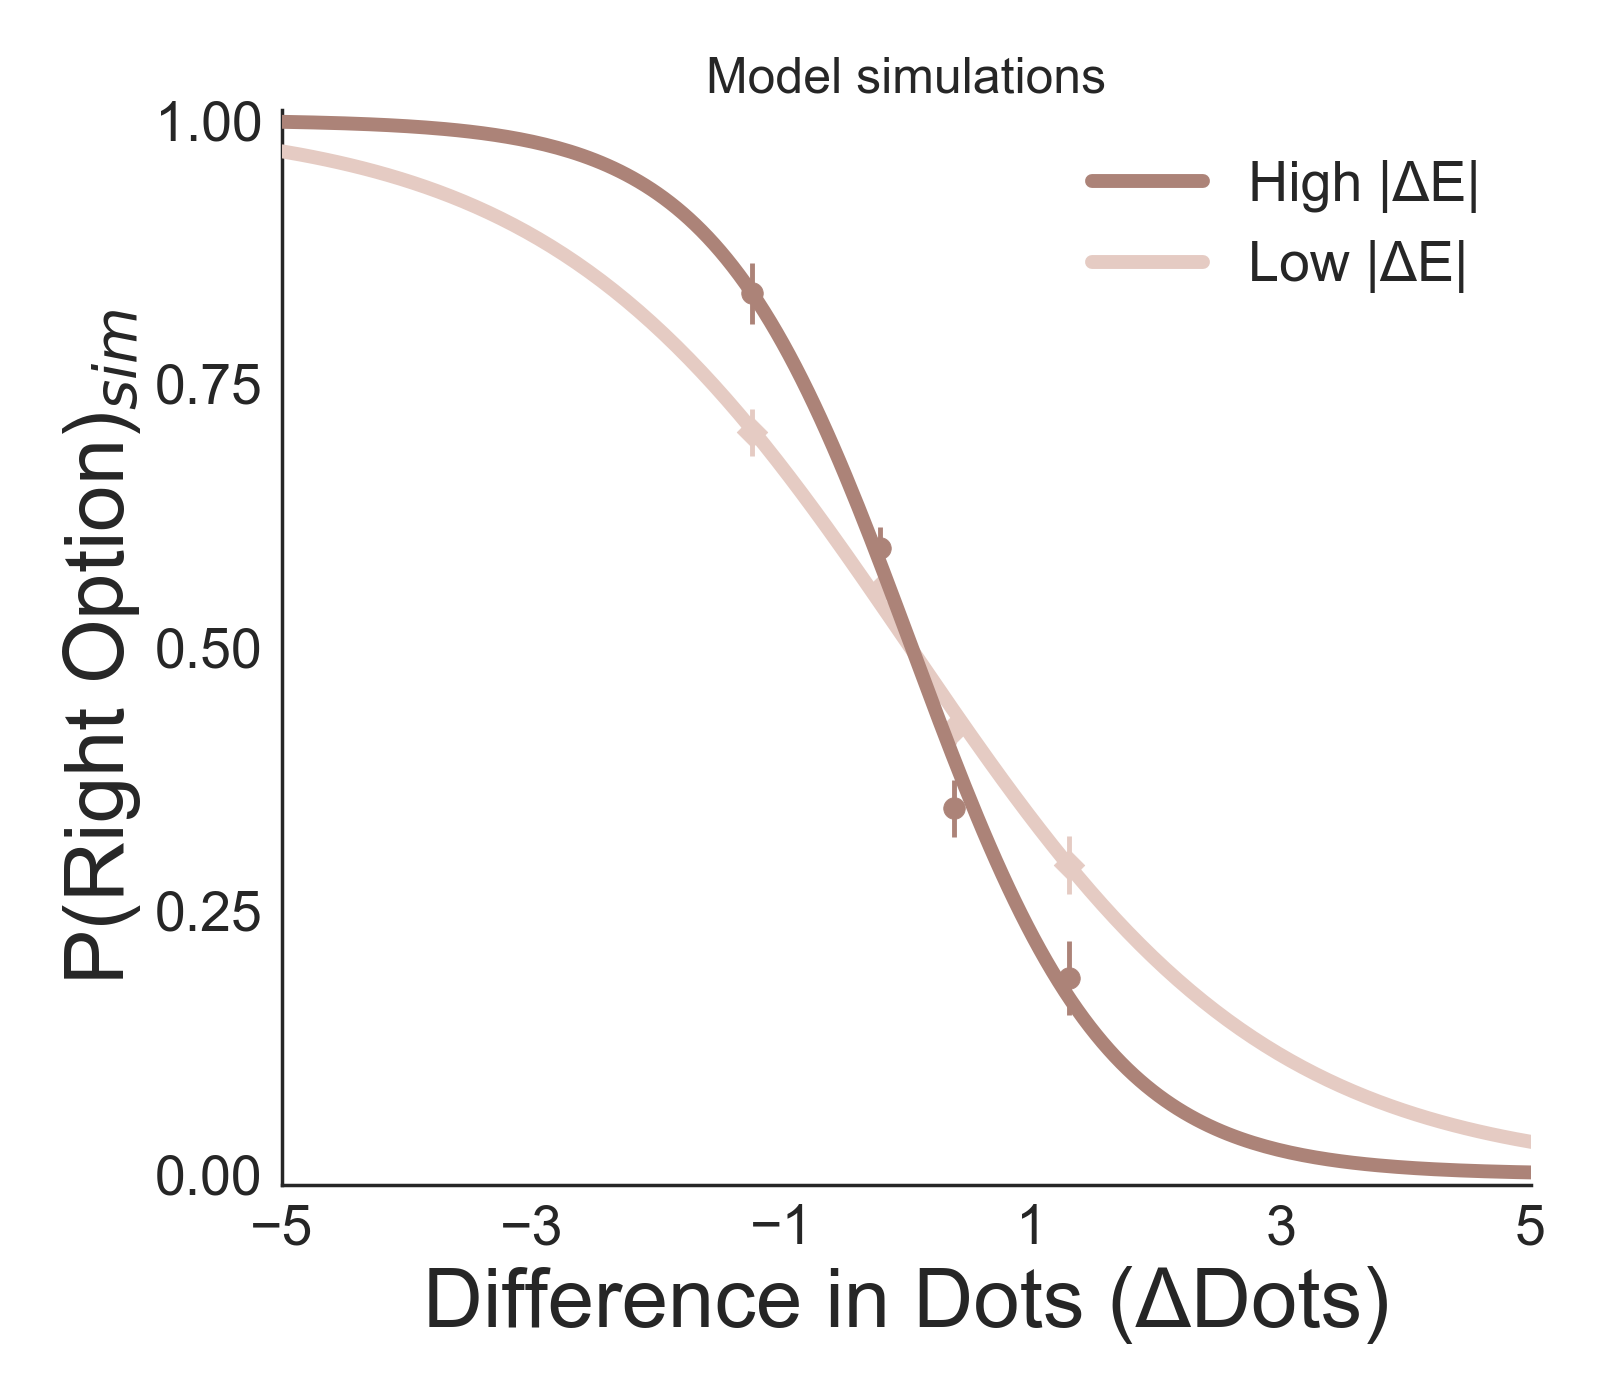 Model simulations
High |ΔE|
Low |ΔE|
P(Right Option)sim
1.00
0.75
0.50
0.25
0.00
−5 −3 −1 1 3 5
Difference in Dots (ΔDots)